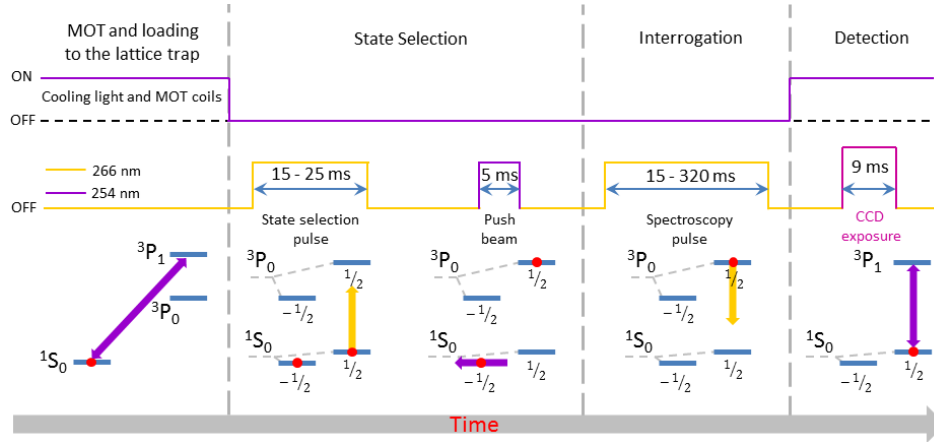 MOT and loading
to the lattice trap
State Selection
Interrogation
Detection
ON
Cooling light and MOT coils
OFF
266 nm
254 nm
OFF
15 - 25 ms
5 ms
15 - 320 ms
9 ms
State selection
pulse
Push
beam
Spectroscopy
pulse
CCD
exposure
³P₁
³P₀
¹S₀
³P₀
1/2
−1/2
¹S₀
−1/2
1/2
³P₀
1/2
−1/2
¹S₀
−1/2
1/2
³P₀
1/2
−1/2
¹S₀
−1/2
1/2
³P₁
¹S₀
−1/2
1/2
Time